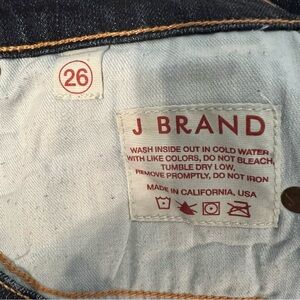 26
J BRAND
WASH INSIDE OUT IN COLD WATER
WITH LIKE COLORS, DO NOT BLEACH,
TUMBLE DRY LOW,
REMOVE PROMPTLY, DO NOT IRON
MADE IN CALIFORNIA, USA